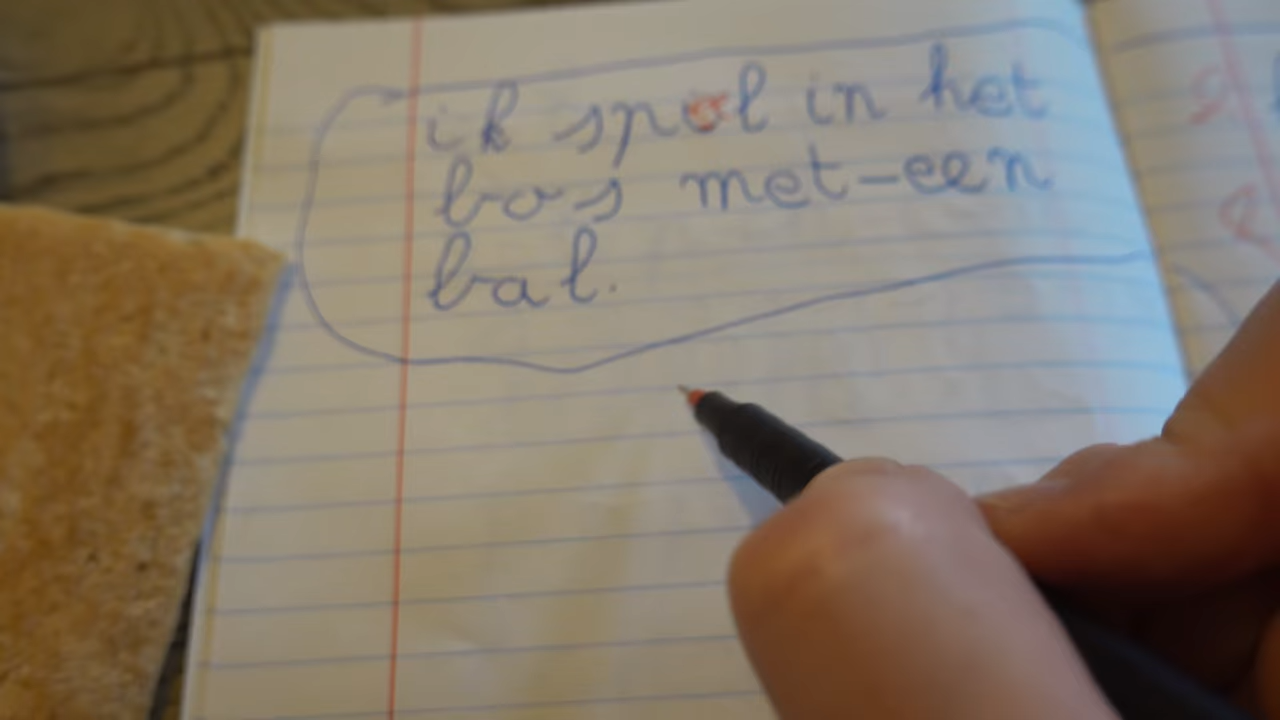 ik spel in het
bos met-een
bal.